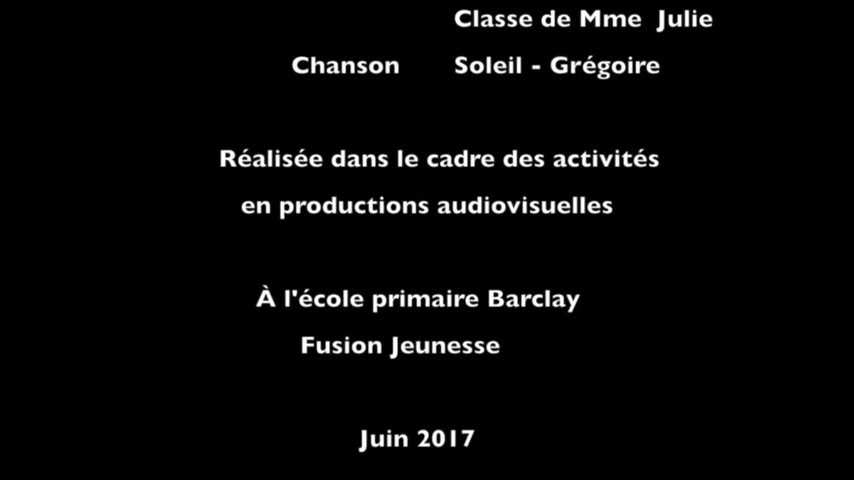 Classe de Mme Julie
Chanson Soleil - Grégoire
Réalisée dans le cadre des activités
en productions audiovisuelles
À l'école primaire Barclay
Fusion Jeunesse
Juin 2017